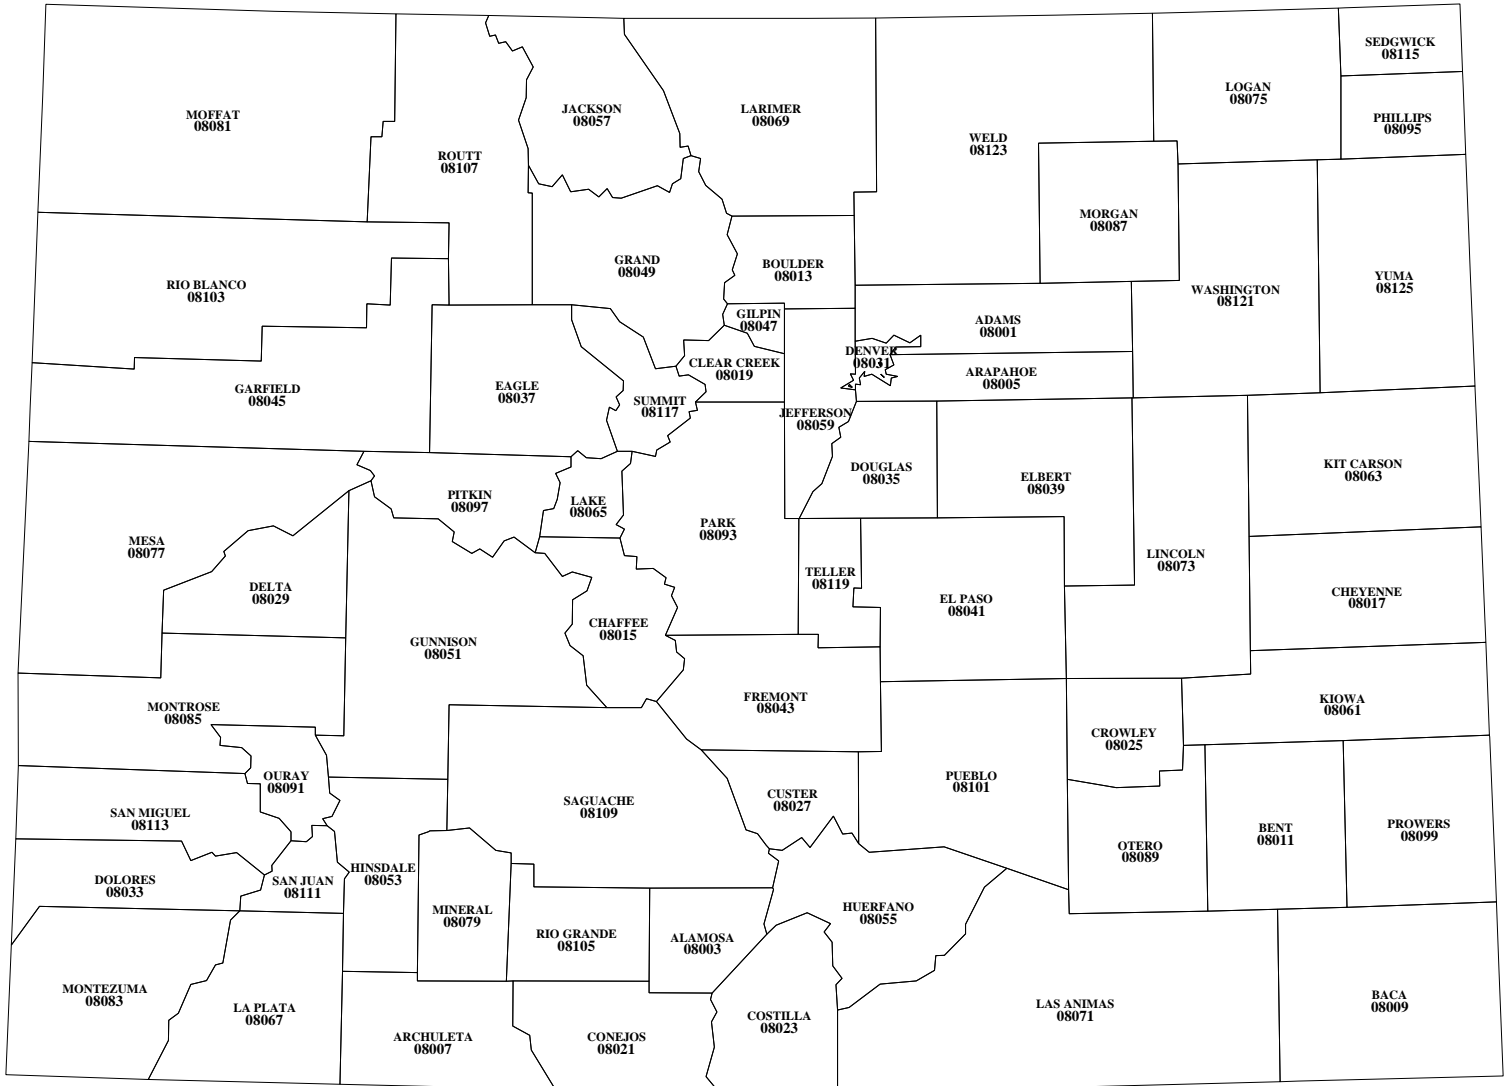 SEDGWICK
08115
LOGAN
08075
MOFFAT
08081
JACKSON
08057
LARIMER
08069
PHILLIPS
08095
WELD
08123
ROUTT
08107
MORGAN
08087
GRAND
08049
BOULDER
08013
YUMA
08125
RIO BLANCO
08103
WASHINGTON
08121
GILPIN
08047
ADAMS
08001
DENVER
08031
CLEAR CREEK
08019
ARAPAHOE
08005
GARFIELD
08045
EAGLE
08037
SUMMIT
08117
JEFFERSON
08059
KIT CARSON
08063
DOUGLAS
08035
ELBERT
08039
PITKIN
08097
LAKE
08065
PARK
08093
MESA
08077
LINCOLN
08073
TELLER
08119
DELTA
08029
EL PASO
08041
CHEYENNE
08017
CHAFFEE
08015
GUNNISON
08051
FREMONT
08043
KIOWA
08061
MONTROSE
08085
CROWLEY
08025
OURAY
08091
PUEBLO
08101
CUSTER
08027
SAGUACHE
08109
SAN MIGUEL
08113
PROWERS
08099
BENT
08011
OTERO
08089
HINSDALE
08053
DOLORES
08033
SAN JUAN
08111
MINERAL
08079
HUERFANO
08055
RIO GRANDE
08105
ALAMOSA
08003
MONTEZUMA
08083
BACA
08009
LAS ANIMAS
08071
LA PLATA
08067
COSTILLA
08023
ARCHULETA
08007
CONEJOS
08021